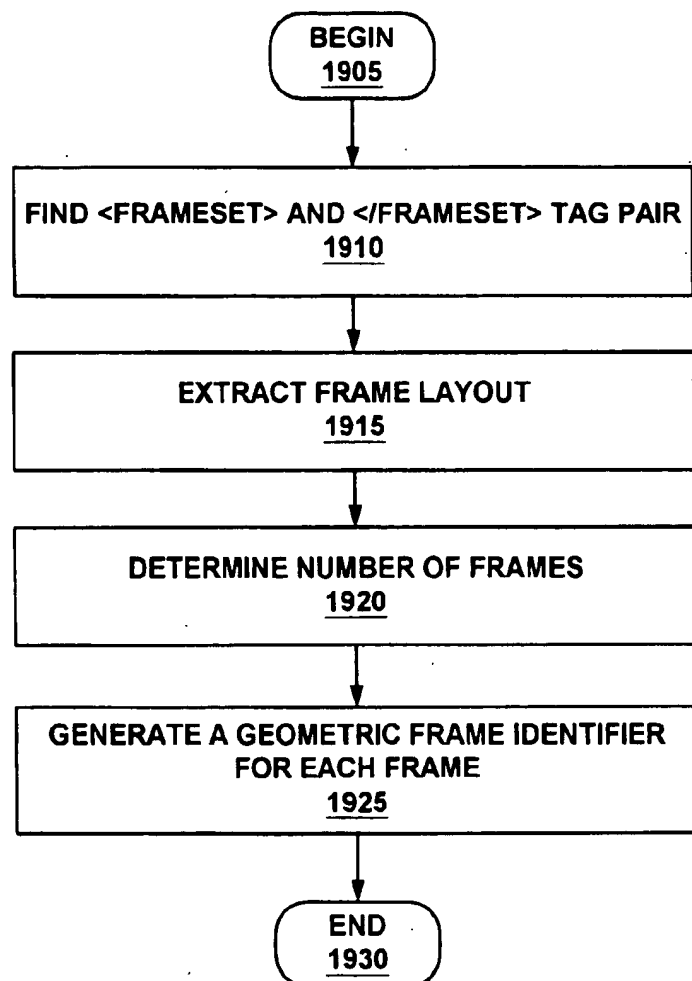 BEGIN
1905
FIND <FRAMESET> AND </FRAMESET> TAG PAIR
1910
EXTRACT FRAME LAYOUT
1915
DETERMINE NUMBER OF FRAMES
1920
GENERATE A GEOMETRIC FRAME IDENTIFIER
FOR EACH FRAME
1925
END
1930